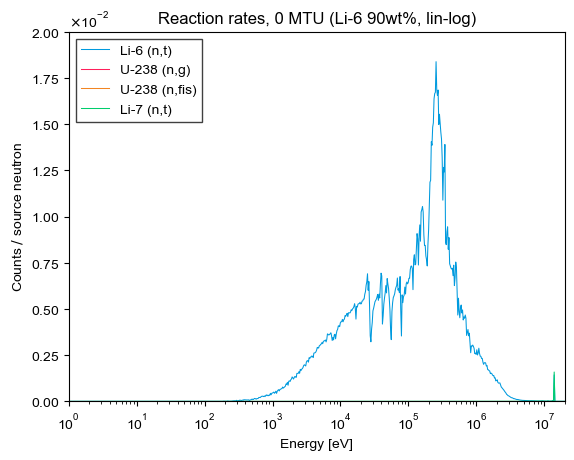 Reaction rates, 0 MTU (Li-6 90wt%, lin-log)
×10⁻²
2.00
1.75
1.50
1.25
1.00
0.75
0.50
0.25
0.00
Counts / source neutron
Li-6 (n,t)
U-238 (n,g)
U-238 (n,fis)
Li-7 (n,t)
10⁰
10¹
10²
10³
10⁴
10⁵
10⁶
10⁷
Energy [eV]